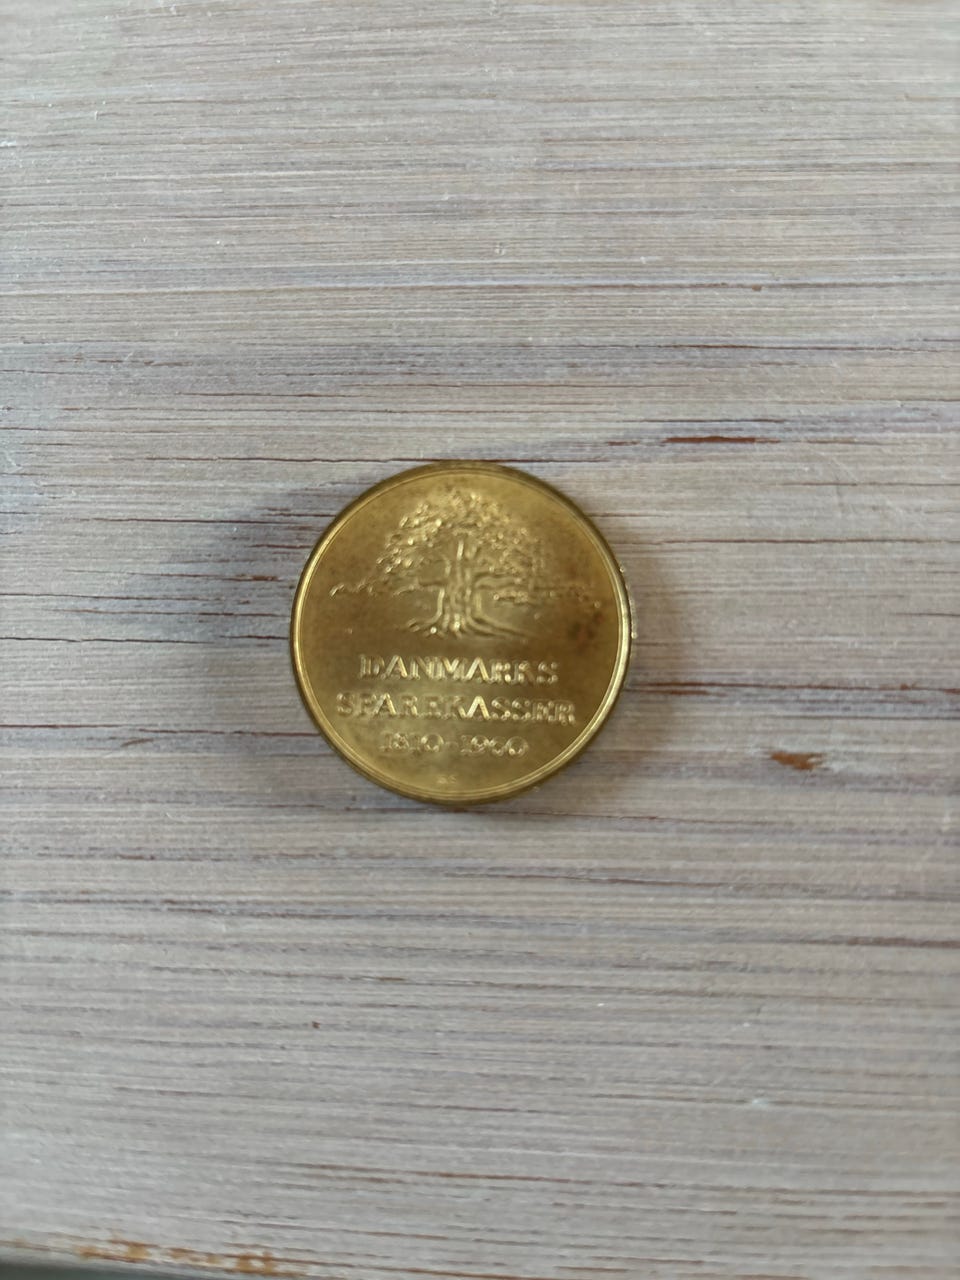 DANMARKS
SPAREKASSER
1810-1960